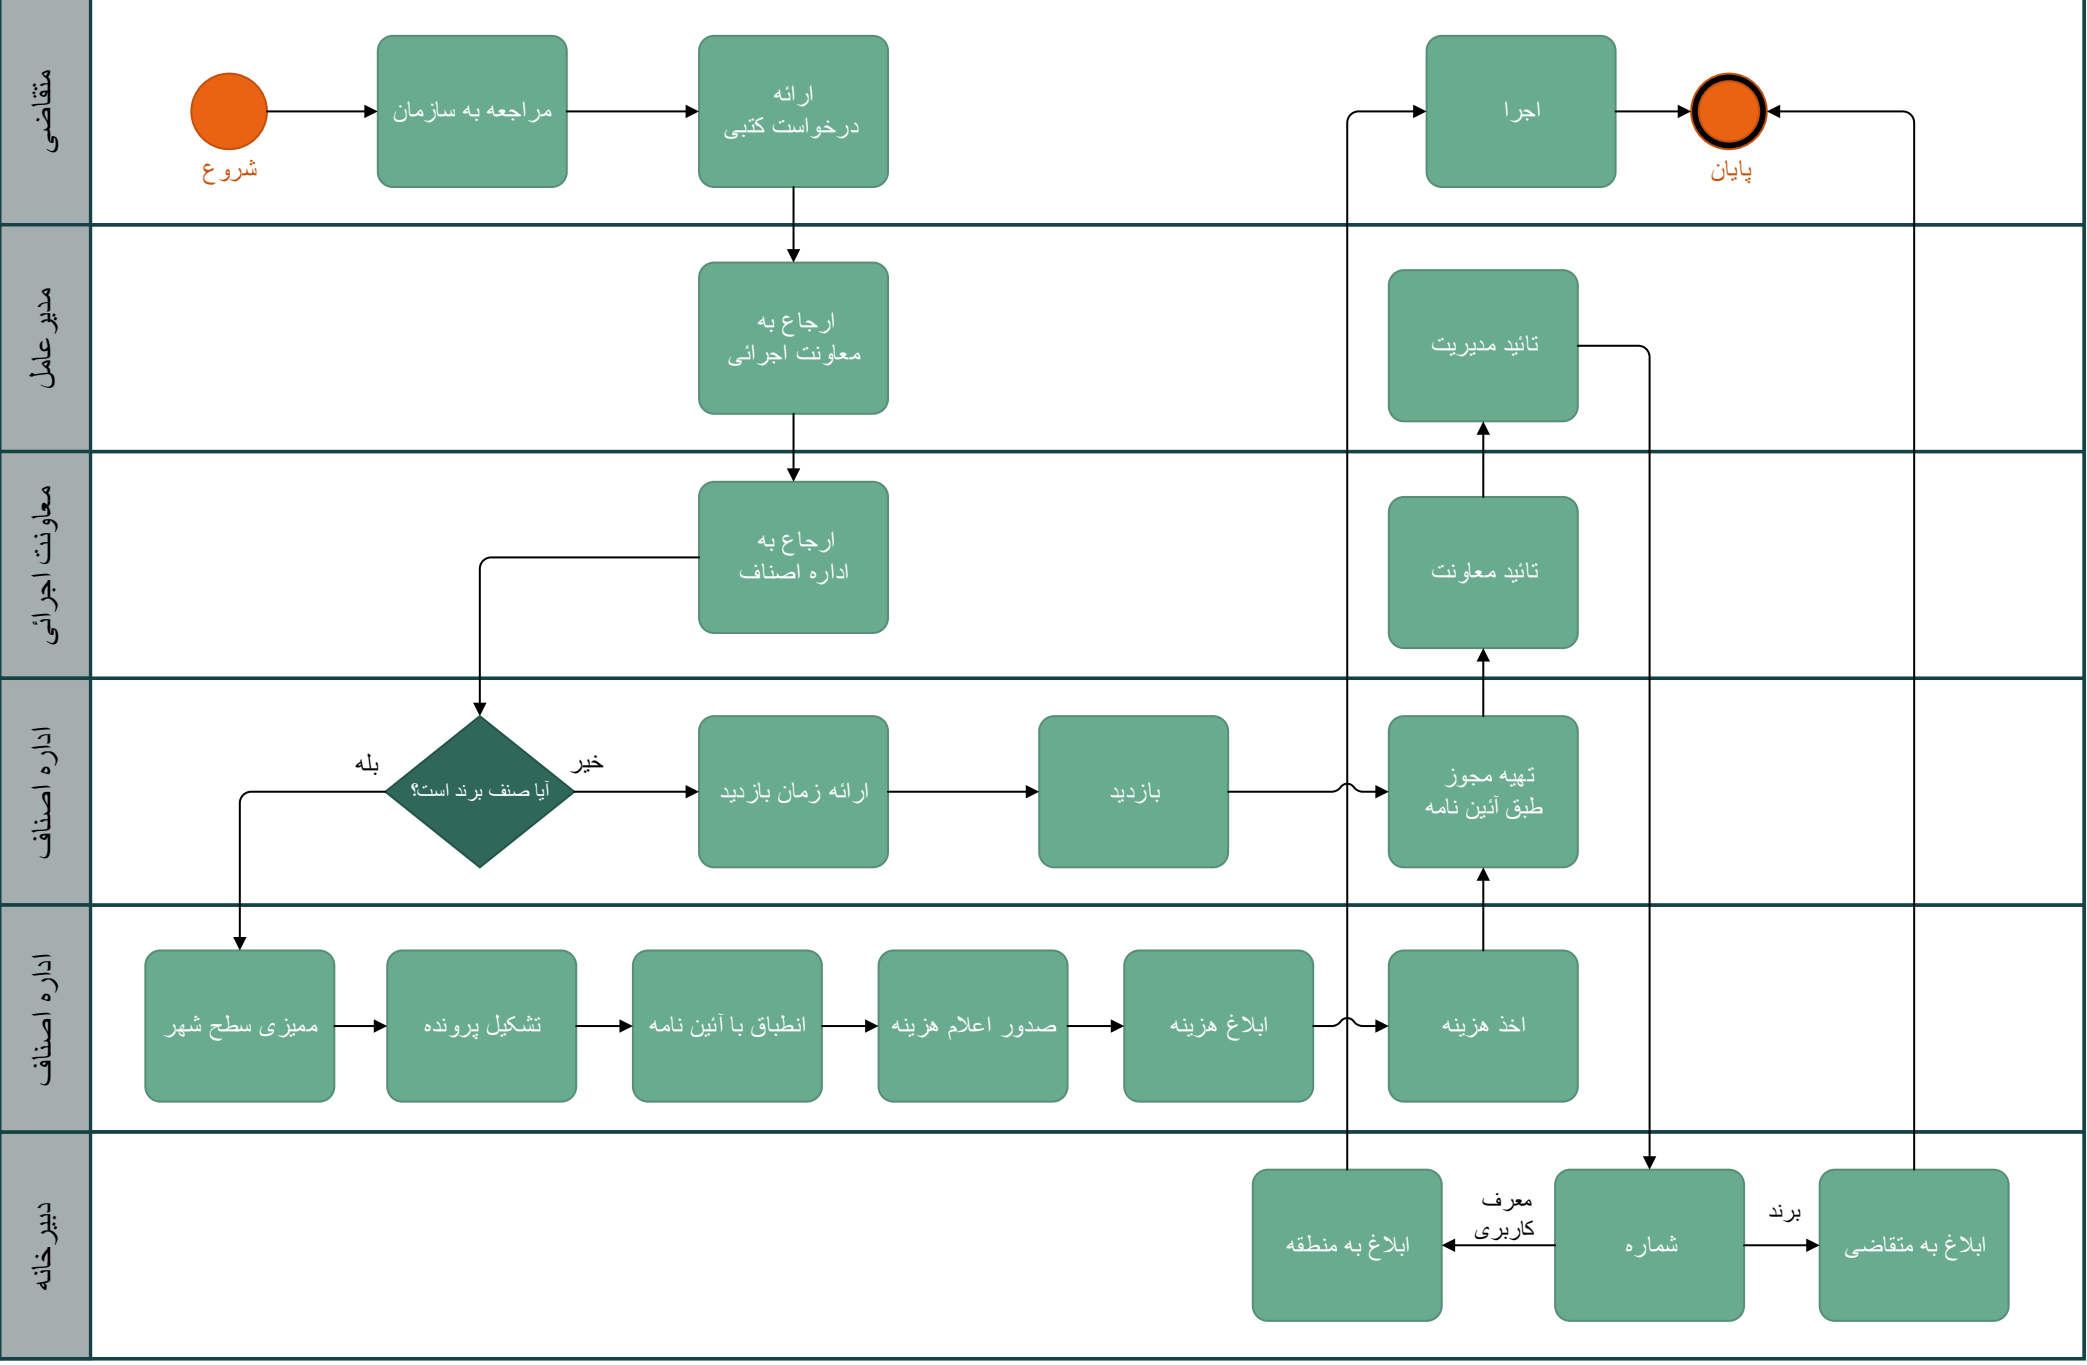 متقاضی
شروع
مراجعه به سازمان
ارائه
درخواست کتبی
اجرا
پایان
مدیر عامل
ارجاع به
معاونت اجرائی
تائید مدیریت
معاونت اجرائی
ارجاع به
اداره اصناف
تائید معاونت
اداره اصناف
بله
آیا صنف برند است؟
خیر
ارائه زمان بازدید
بازدید
تهیه مجوز
طبق آئین نامه
اداره اصناف
ممیزی سطح شهر
تشکیل پرونده
انطباق با آئین نامه
صدور اعلام هزینه
ابلاغ هزینه
اخذ هزینه
دبیرخانه
ابلاغ به منطقه
معرف
کاربری
شماره
برند
ابلاغ به متقاضی